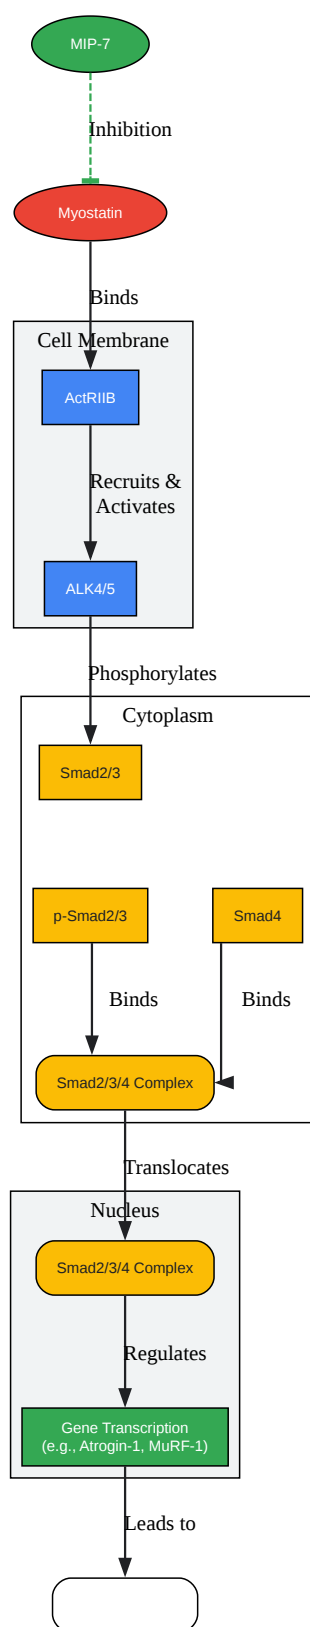 MIP-7
Inhibition
Myostatin
Binds
Cell Membrane
ActRIIB
Recruits &
Activates
ALK4/5
Phosphorylates
Cytoplasm
Smad2/3
p-Smad2/3
Smad4
Binds
Binds
Smad2/3/4 Complex
Translocates
Nucleus
Smad2/3/4 Complex
Regulates
Gene Transcription
(e.g., Atrogin-1, MuRF-1)
Leads to